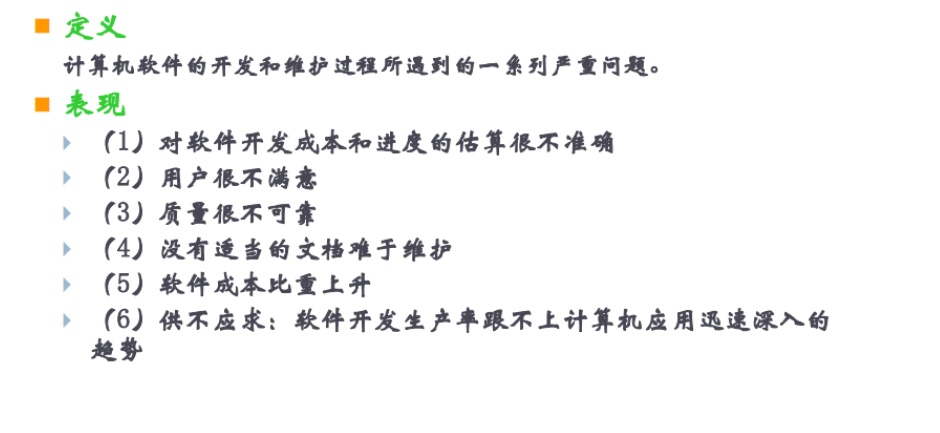 定义
计算机软件的开发和维护过程所遇到的一系列严重问题。
表现
（1）对软件开发成本和进度的估算很不准确
（2）用户很不满意
（3）质量很不可靠
（4）没有适当的文档难于维护
（5）软件成本比重上升
（6）供不应求：软件开发生产率跟不上计算机应用迅速深入的
趋势